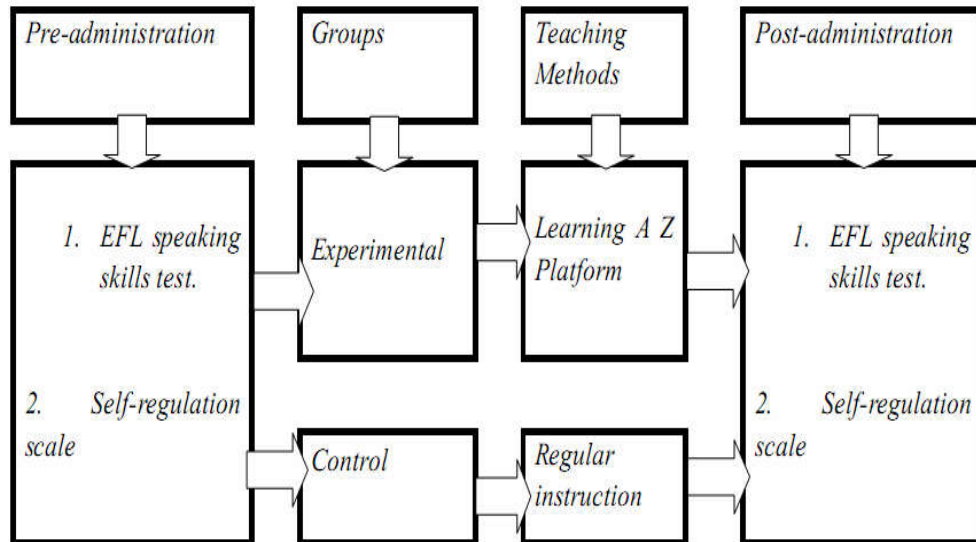 Pre-administration
Groups
Teaching
Methods
Post-administration
1. EFL speaking
skills test.
2. Self-regulation
scale
Experimental
Learning A Z
Platform
Control
Regular
instruction
1. EFL speaking
skills test.
2. Self-regulation
scale